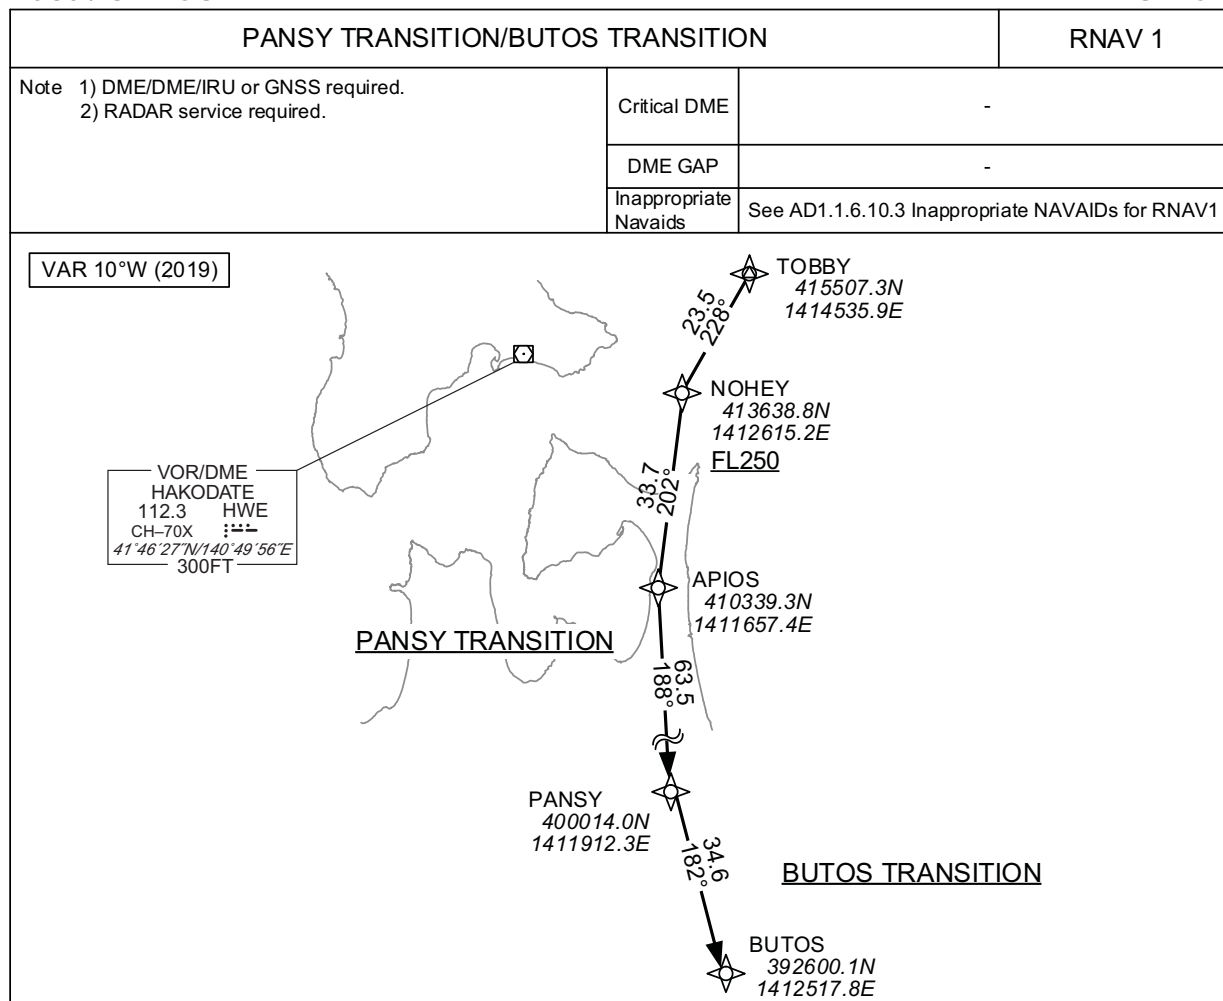 PANSY TRANSITION/BUTOS TRANSITION
RNAV 1
Note 1) DME/DME/IRU or GNSS required.
2) RADAR service required.
Critical DME
-
DME GAP
-
Inappropriate
Navaids
See AD1.1.6.10.3 Inappropriate NAVAIDs for RNAV1
VAR 10°W (2019)
TOBBY
415507.3N
1414535.9E
23.5
228°
NOHEY
413638.8N
1412615.2E
FL250
33.7
202°
VOR/DME
HAKODATE
112.3 HWE
CH–70X
41°46′27″N/140°49′56″E
300FT
APIOS
410339.3N
1411657.4E
PANSY TRANSITION
63.5
188°
PANSY
400014.0N
1411912.3E
34.6
182°
BUTOS TRANSITION
BUTOS
392600.1N
1412517.8E